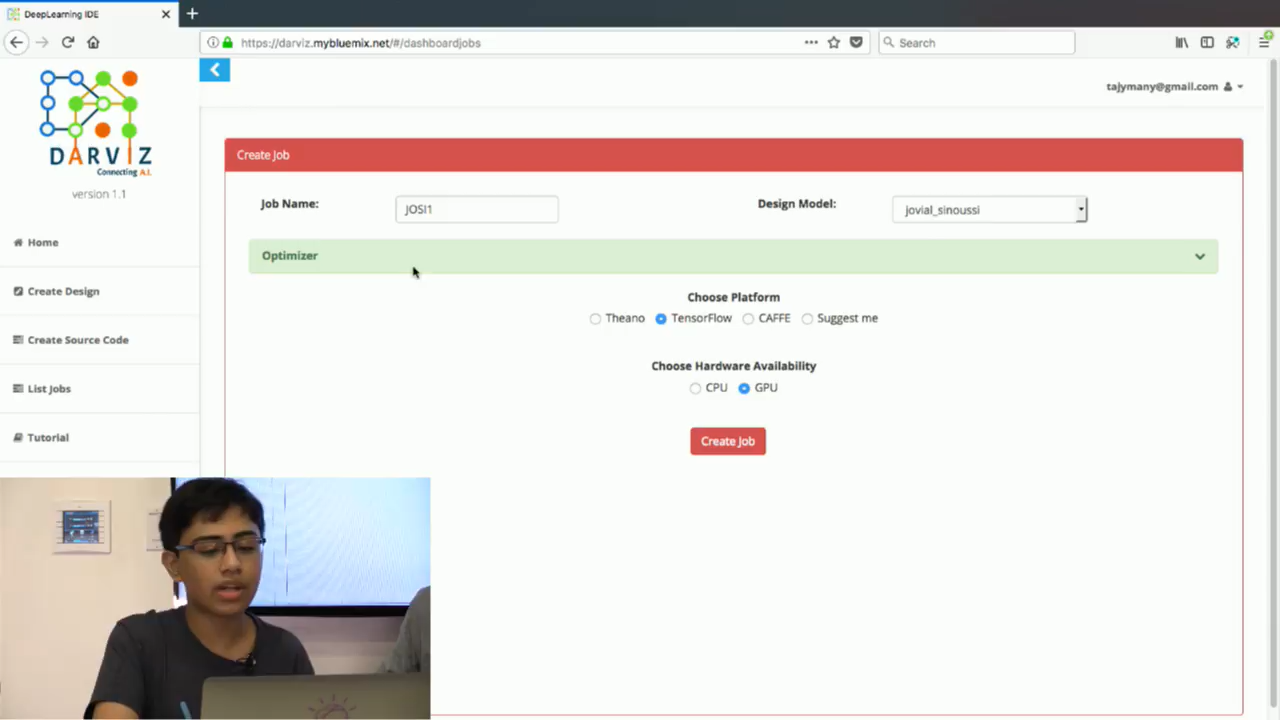 DeepLearning IDE
https://darviz.mybluemix.net/#/dashboardjobs
Search
DARVIZ
Connecting A.I.
version 1.1
tajymany@gmail.com
Home
Create Design
Create Source Code
List Jobs
Tutorial
Create Job
Job Name:
JOSI1
Design Model:
jovial_sinoussi
Optimizer
Choose Platform
Theano
TensorFlow
CAFFE
Suggest me
Choose Hardware Availability
CPU
GPU
Create Job